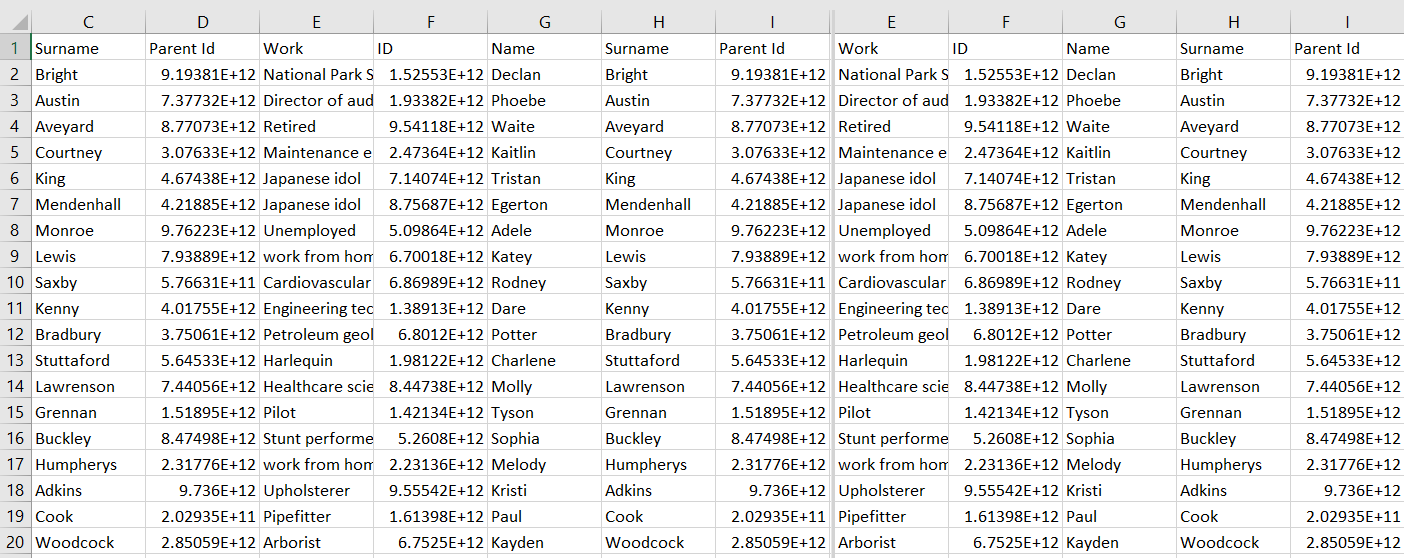 C D E F G H I E F G H I
1 Surname Parent Id Work ID Name Surname Parent Id Work ID Name Surname Parent Id
2 Bright 9.19381E+12 National Park S 1.52553E+12 Declan Bright 9.19381E+12 National Park S 1.52553E+12 Declan Bright 9.19381E+12
3 Austin 7.37732E+12 Director of aud 1.93382E+12 Phoebe Austin 7.37732E+12 Director of aud 1.93382E+12 Phoebe Austin 7.37732E+12
4 Aveyard 8.77073E+12 Retired 9.54118E+12 Waite Aveyard 8.77073E+12 Retired 9.54118E+12 Waite Aveyard 8.77073E+12
5 Courtney 3.07633E+12 Maintenance e 2.47364E+12 Kaitlin Courtney 3.07633E+12 Maintenance e 2.47364E+12 Kaitlin Courtney 3.07633E+12
6 King 4.67438E+12 Japanese idol 7.14074E+12 Tristan King 4.67438E+12 Japanese idol 7.14074E+12 Tristan King 4.67438E+12
7 Mendenhall 4.21885E+12 Japanese idol 8.75687E+12 Egerton Mendenhall 4.21885E+12 Japanese idol 8.75687E+12 Egerton Mendenhall 4.21885E+12
8 Monroe 9.76223E+12 Unemployed 5.09864E+12 Adele Monroe 9.76223E+12 Unemployed 5.09864E+12 Adele Monroe 9.76223E+12
9 Lewis 7.93889E+12 work from hom 6.70018E+12 Katey Lewis 7.93889E+12 work from hom 6.70018E+12 Katey Lewis 7.93889E+12
10 Saxby 5.76631E+11 Cardiovascular 6.86989E+12 Rodney Saxby 5.76631E+11 Cardiovascular 6.86989E+12 Rodney Saxby 5.76631E+11
11 Kenny 4.01755E+12 Engineering tec 1.38913E+12 Dare Kenny 4.01755E+12 Engineering tec 1.38913E+12 Dare Kenny 4.01755E+12
12 Bradbury 3.75061E+12 Petroleum geol 6.8012E+12 Potter Bradbury 3.75061E+12 Petroleum geol 6.8012E+12 Potter Bradbury 3.75061E+12
13 Stuttaford 5.64533E+12 Harlequin 1.98122E+12 Charlene Stuttaford 5.64533E+12 Harlequin 1.98122E+12 Charlene Stuttaford 5.64533E+12
14 Lawrenson 7.44056E+12 Healthcare scie 8.44738E+12 Molly Lawrenson 7.44056E+12 Healthcare scie 8.44738E+12 Molly Lawrenson 7.44056E+12
15 Grennan 1.51895E+12 Pilot 1.42134E+12 Tyson Grennan 1.51895E+12 Pilot 1.42134E+12 Tyson Grennan 1.51895E+12
16 Buckley 8.47498E+12 Stunt performe 5.2608E+12 Sophia Buckley 8.47498E+12 Stunt performe 5.2608E+12 Sophia Buckley 8.47498E+12
17 Humpherys 2.31776E+12 work from hom 2.23136E+12 Melody Humpherys 2.31776E+12 work from hom 2.23136E+12 Melody Humpherys 2.31776E+12
18 Adkins 9.736E+12 Upholsterer 9.55542E+12 Kristi Adkins 9.736E+12 Upholsterer 9.55542E+12 Kristi Adkins 9.736E+12
19 Cook 2.02935E+11 Pipefitter 1.61398E+12 Paul Cook 2.02935E+11 Pipefitter 1.61398E+12 Paul Cook 2.02935E+11
20 Woodcock 2.85059E+12 Arborist 6.7525E+12 Kayden Woodcock 2.85059E+12 Arborist 6.7525E+12 Kayden Woodcock 2.85059E+12